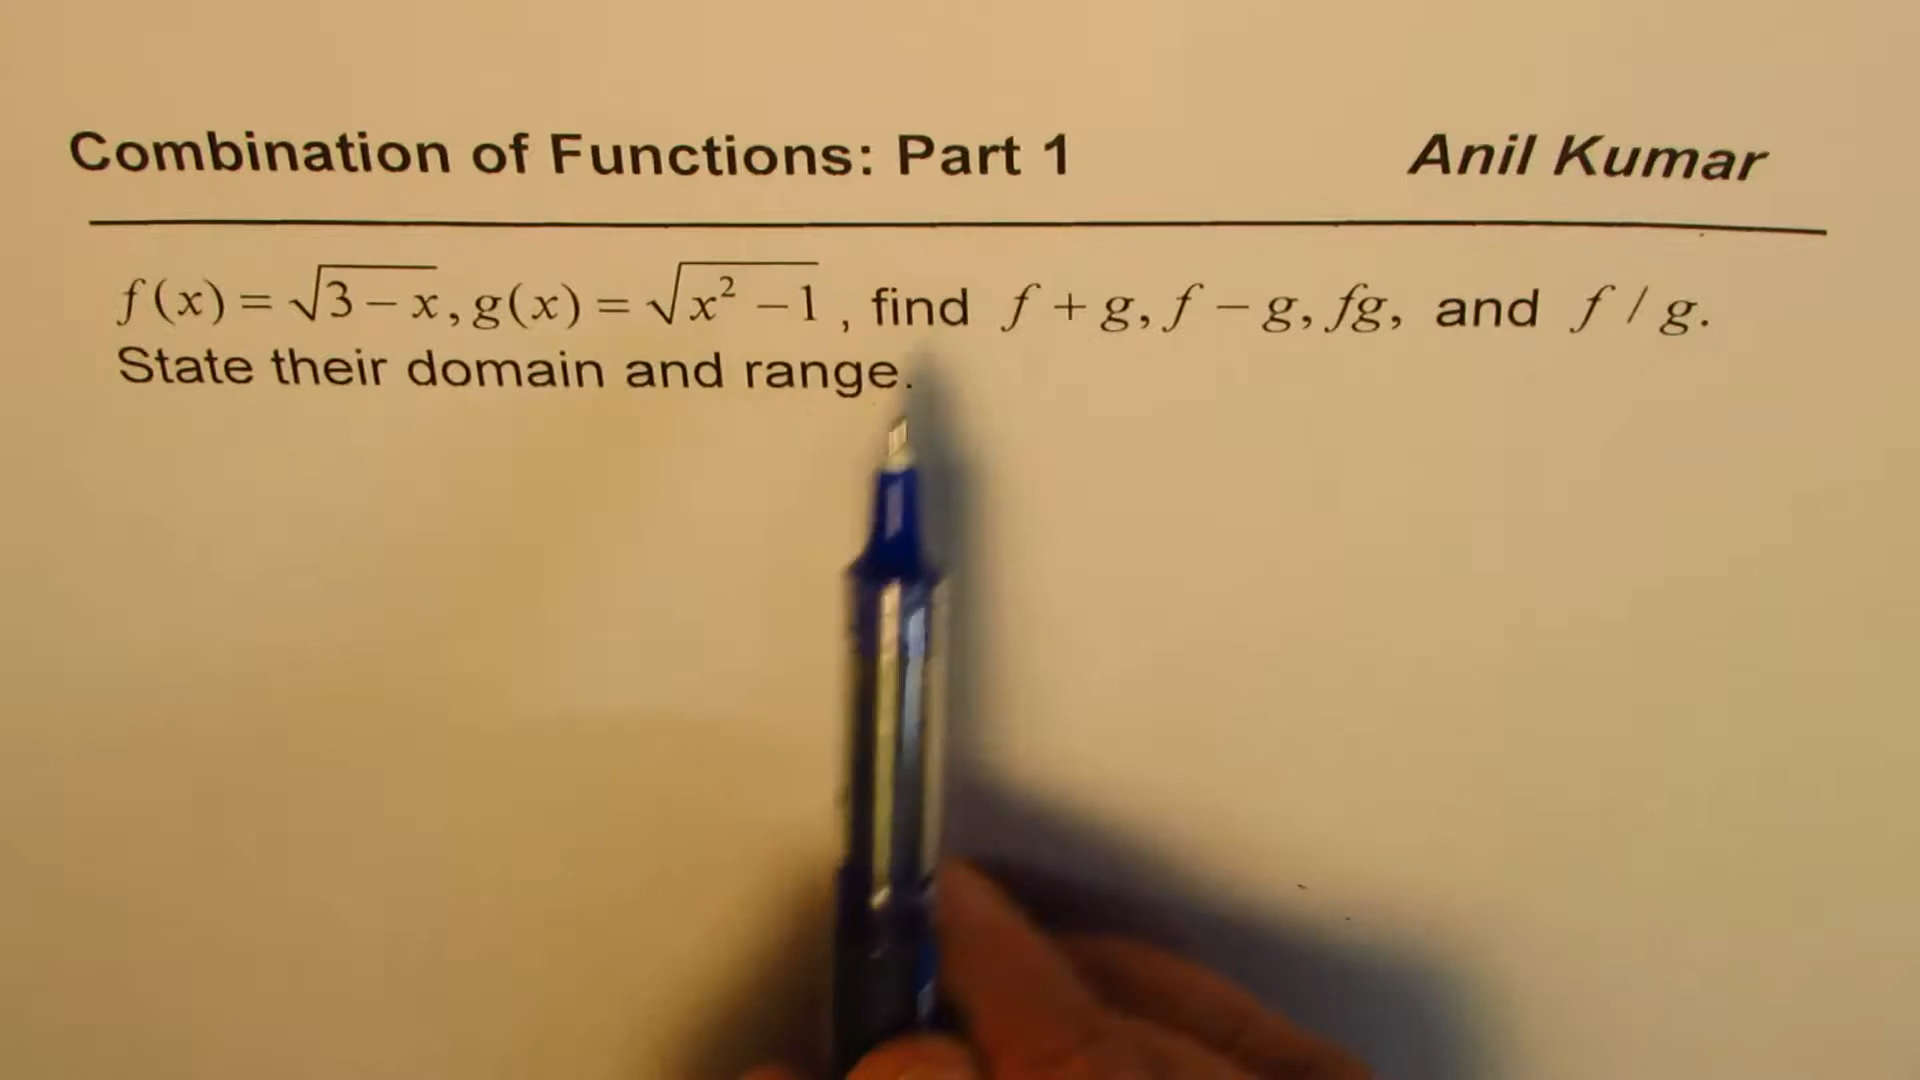 Combination of Functions: Part 1 Anil Kumar
f(x) = √(3 − x), g(x) = √(x² − 1), find f + g, f − g, fg, and f / g.
State their domain and range.